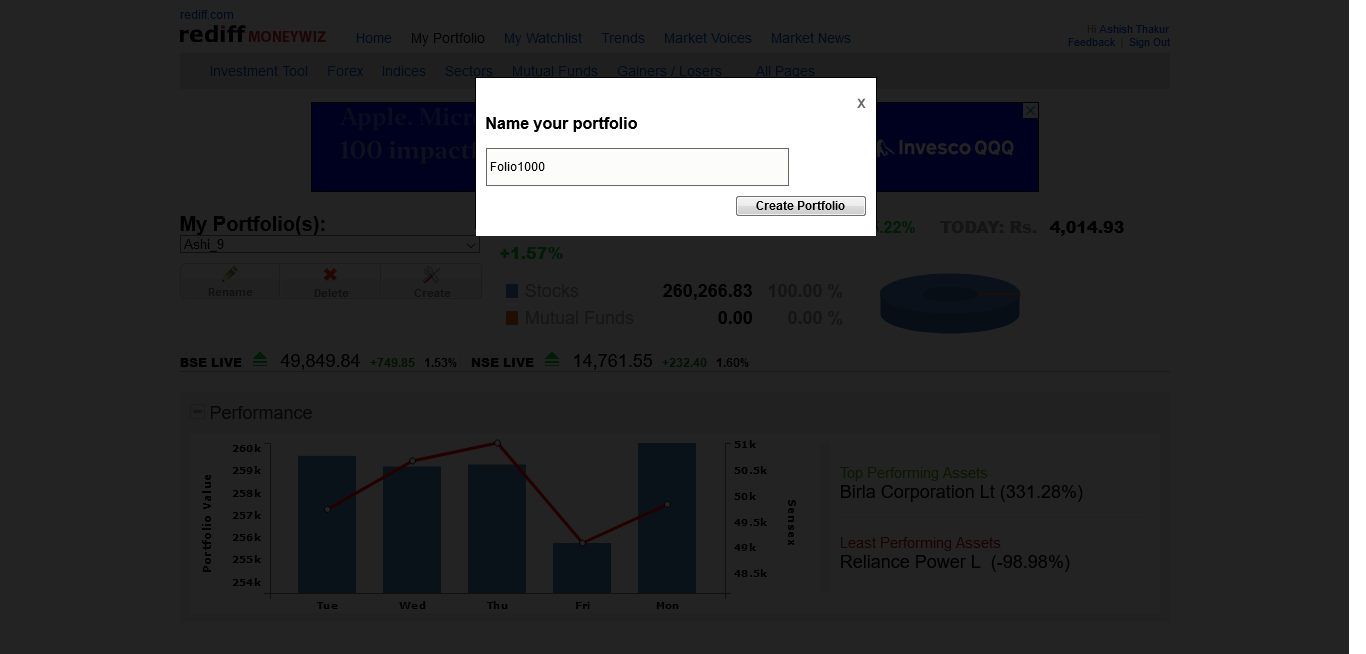 rediff.com
rediff MONEYWIZ
Home My Portfolio My Watchlist Trends Market Voices Market News
Hi Ashish Thakur
Feedback | Sign Out
Investment Tool Forex Indices Sectors Mutual Funds Gainers / Losers All Pages
x
Name your portfolio
Folio1000
Create Portfolio
Apple.
100 impactf
Invesco QQQ
My Portfolio(s):
Ashi_9
Rename Delete Create
.22% TODAY: Rs. 4,014.93
+1.57%
Stocks 260,266.83 100.00 %
Mutual Funds 0.00 0.00 %
BSE LIVE 49,849.84 +749.85 1.53% NSE LIVE 14,761.55 +232.40 1.60%
Performance
Portfolio Value
260k
259k
258k
257k
256k
255k
254k
Tue Wed Thu Fri Mon
51k
50.5k
50k
49.5k
49k
48.5k
Sensex
Top Performing Assets
Birla Corporation Lt (331.28%)
Least Performing Assets
Reliance Power L (-98.98%)